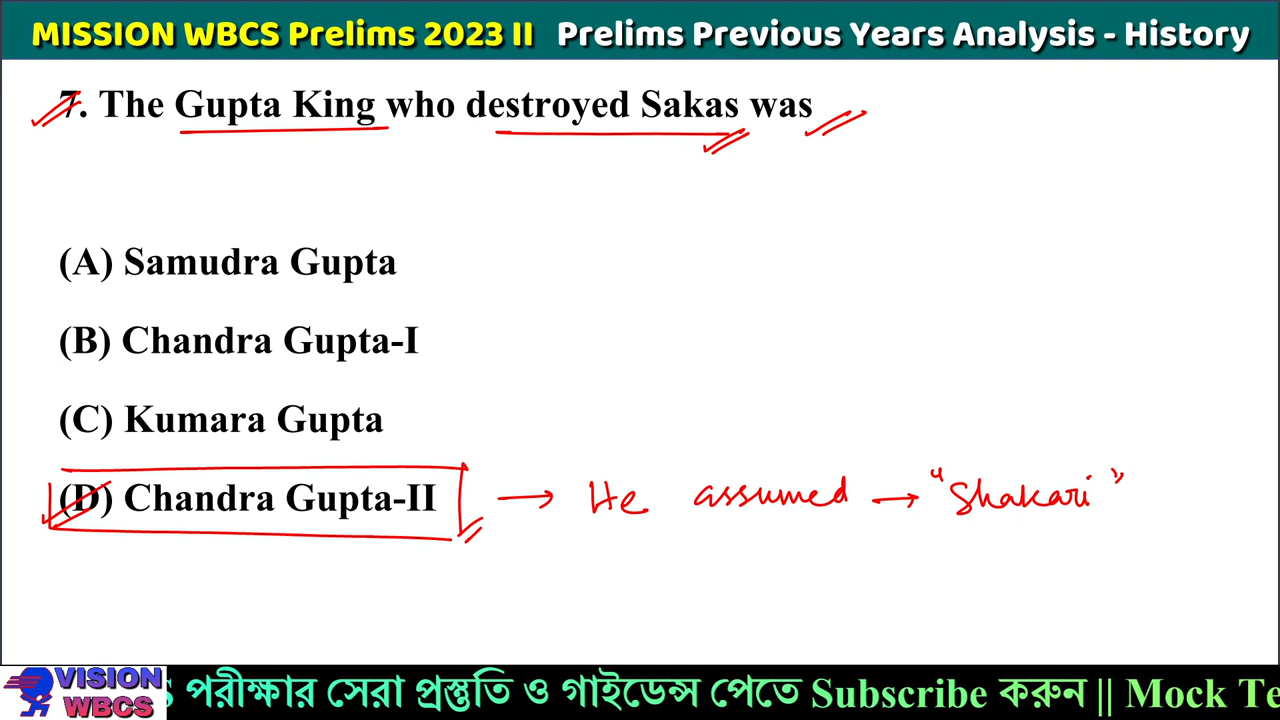 MISSION WBCS Prelims 2023 II Prelims Previous Years Analysis - History
7. The Gupta King who destroyed Sakas was
(A) Samudra Gupta
(B) Chandra Gupta-I
(C) Kumara Gupta
(D) Chandra Gupta-II → He assumed → "Shakari"
VISION
WBCS
পরীক্ষার সেরা প্রস্তুতি ও গাইডেন্স পেতে Subscribe করুন || Mock Te